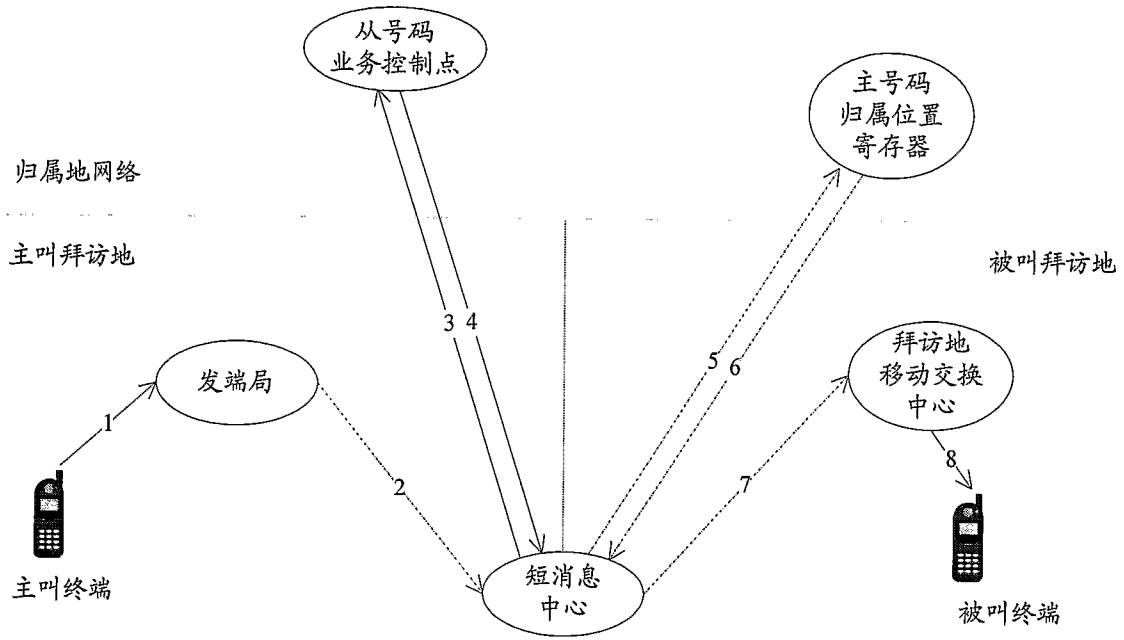 从号码
业务控制点
主号码
归属位置
寄存器
归属地网络
主叫拜访地
被叫拜访地
3
4
5
6
发端局
拜访地
移动交换
中心
1
2
7
8
主叫终端
短消息
中心
被叫终端